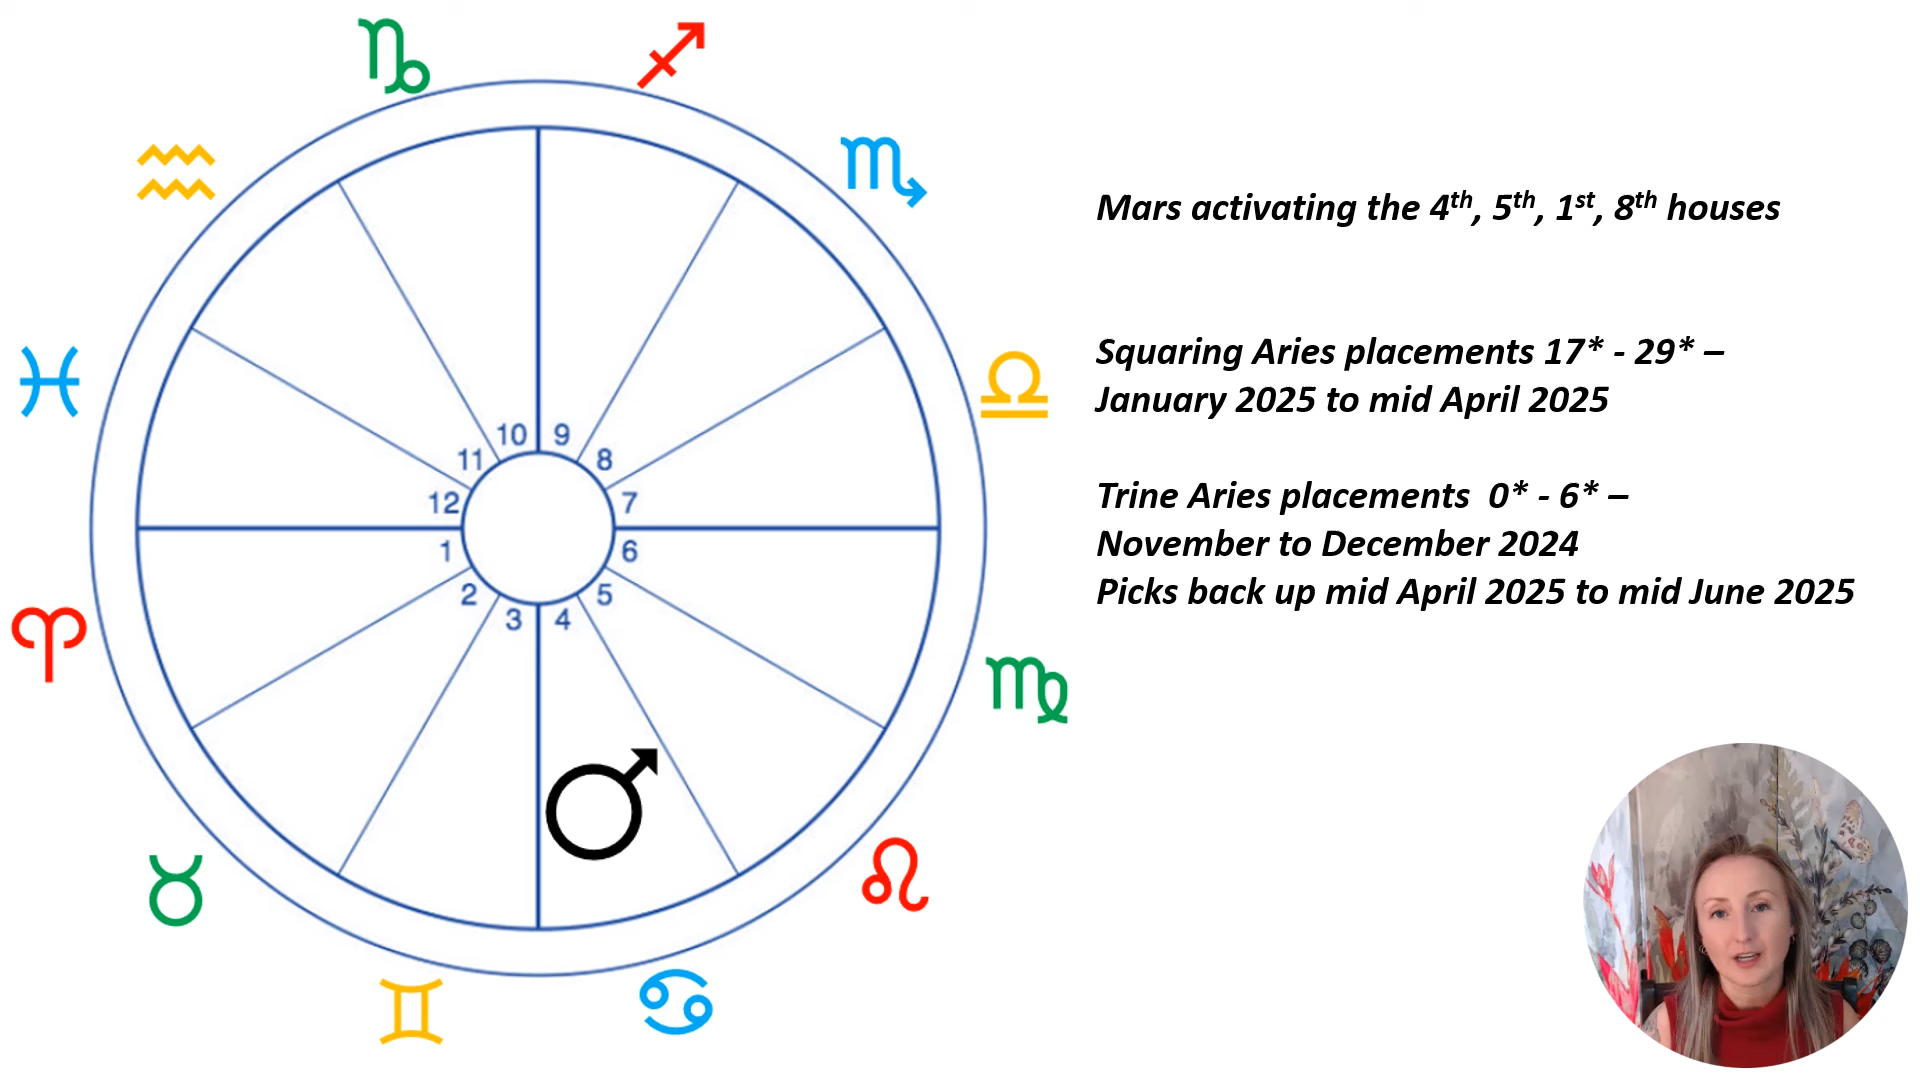 Mars activating the 4th, 5th, 1st, 8th houses
Squaring Aries placements 17* - 29* –
January 2025 to mid April 2025
Trine Aries placements  0* - 6* –
November to December 2024
Picks back up mid April 2025 to mid June 2025
10
9
11
8
12
7
1
6
2
5
3
4